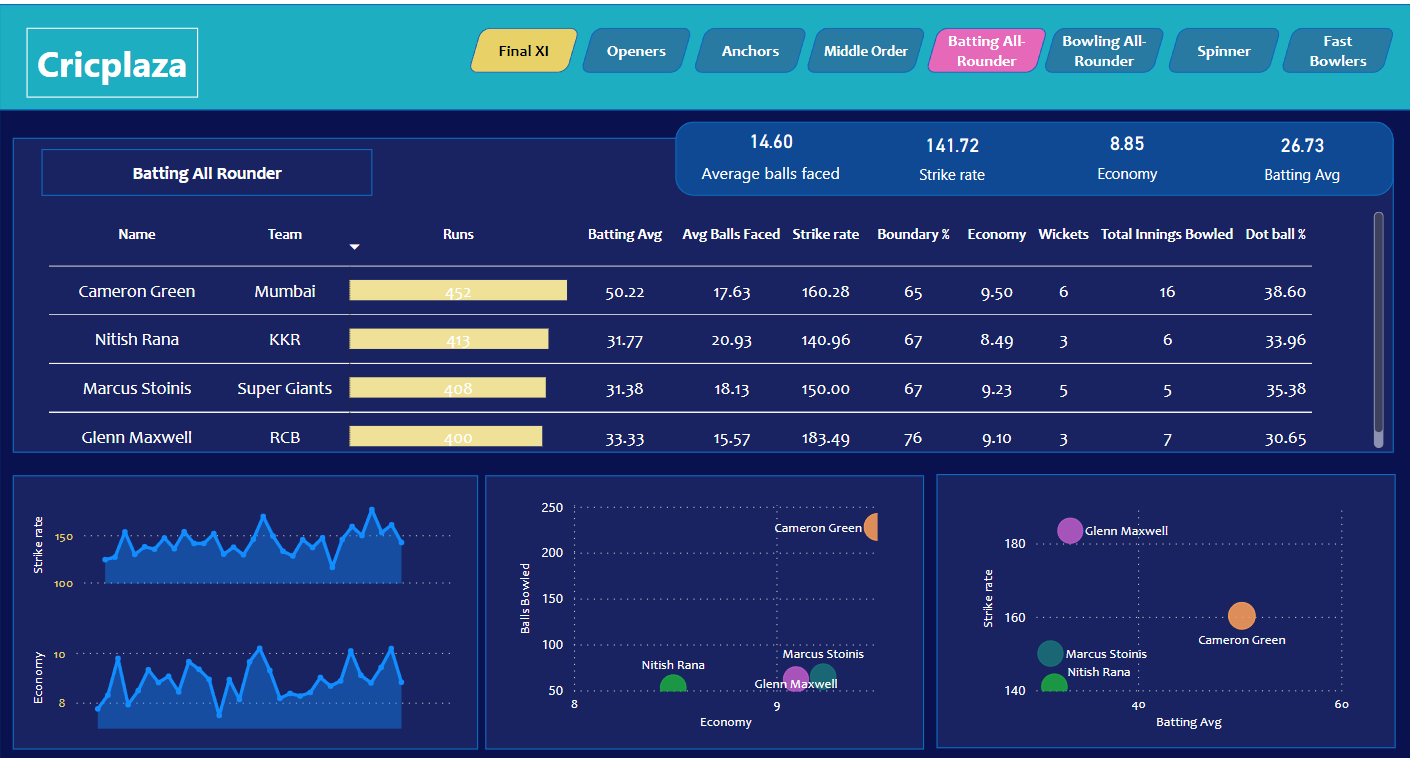 Cricplaza
Final XI
Openers
Anchors
Middle Order
Batting All-
Rounder
Bowling All-
Rounder
Spinner
Fast
Bowlers
Batting All Rounder
14.60
Average balls faced
141.72
Strike rate
8.85
Economy
26.73
Batting Avg
Name Team Runs Batting Avg Avg Balls Faced Strike rate Boundary % Economy Wickets Total Innings Bowled Dot ball %
Cameron Green Mumbai 452 50.22 17.63 160.28 65 9.50 6 16 38.60
Nitish Rana KKR 413 31.77 20.93 140.96 67 8.49 3 6 33.96
Marcus Stoinis Super Giants 408 31.38 18.13 150.00 67 9.23 5 5 35.38
Glenn Maxwell RCB 400 33.33 15.57 183.49 76 9.10 3 7 30.65
Strike rate
150
100
Economy
10
8
Balls Bowled
250
200
150
100
50
Cameron Green
Marcus Stoinis
Nitish Rana
Glenn Maxwell
8
9
Economy
Strike rate
180
160
140
Glenn Maxwell
Cameron Green
Marcus Stoinis
Nitish Rana
40
60
Batting Avg